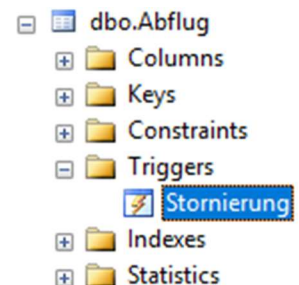 dbo.Abflug
Columns
Keys
Constraints
Triggers
Stornierung
Indexes
Statistics